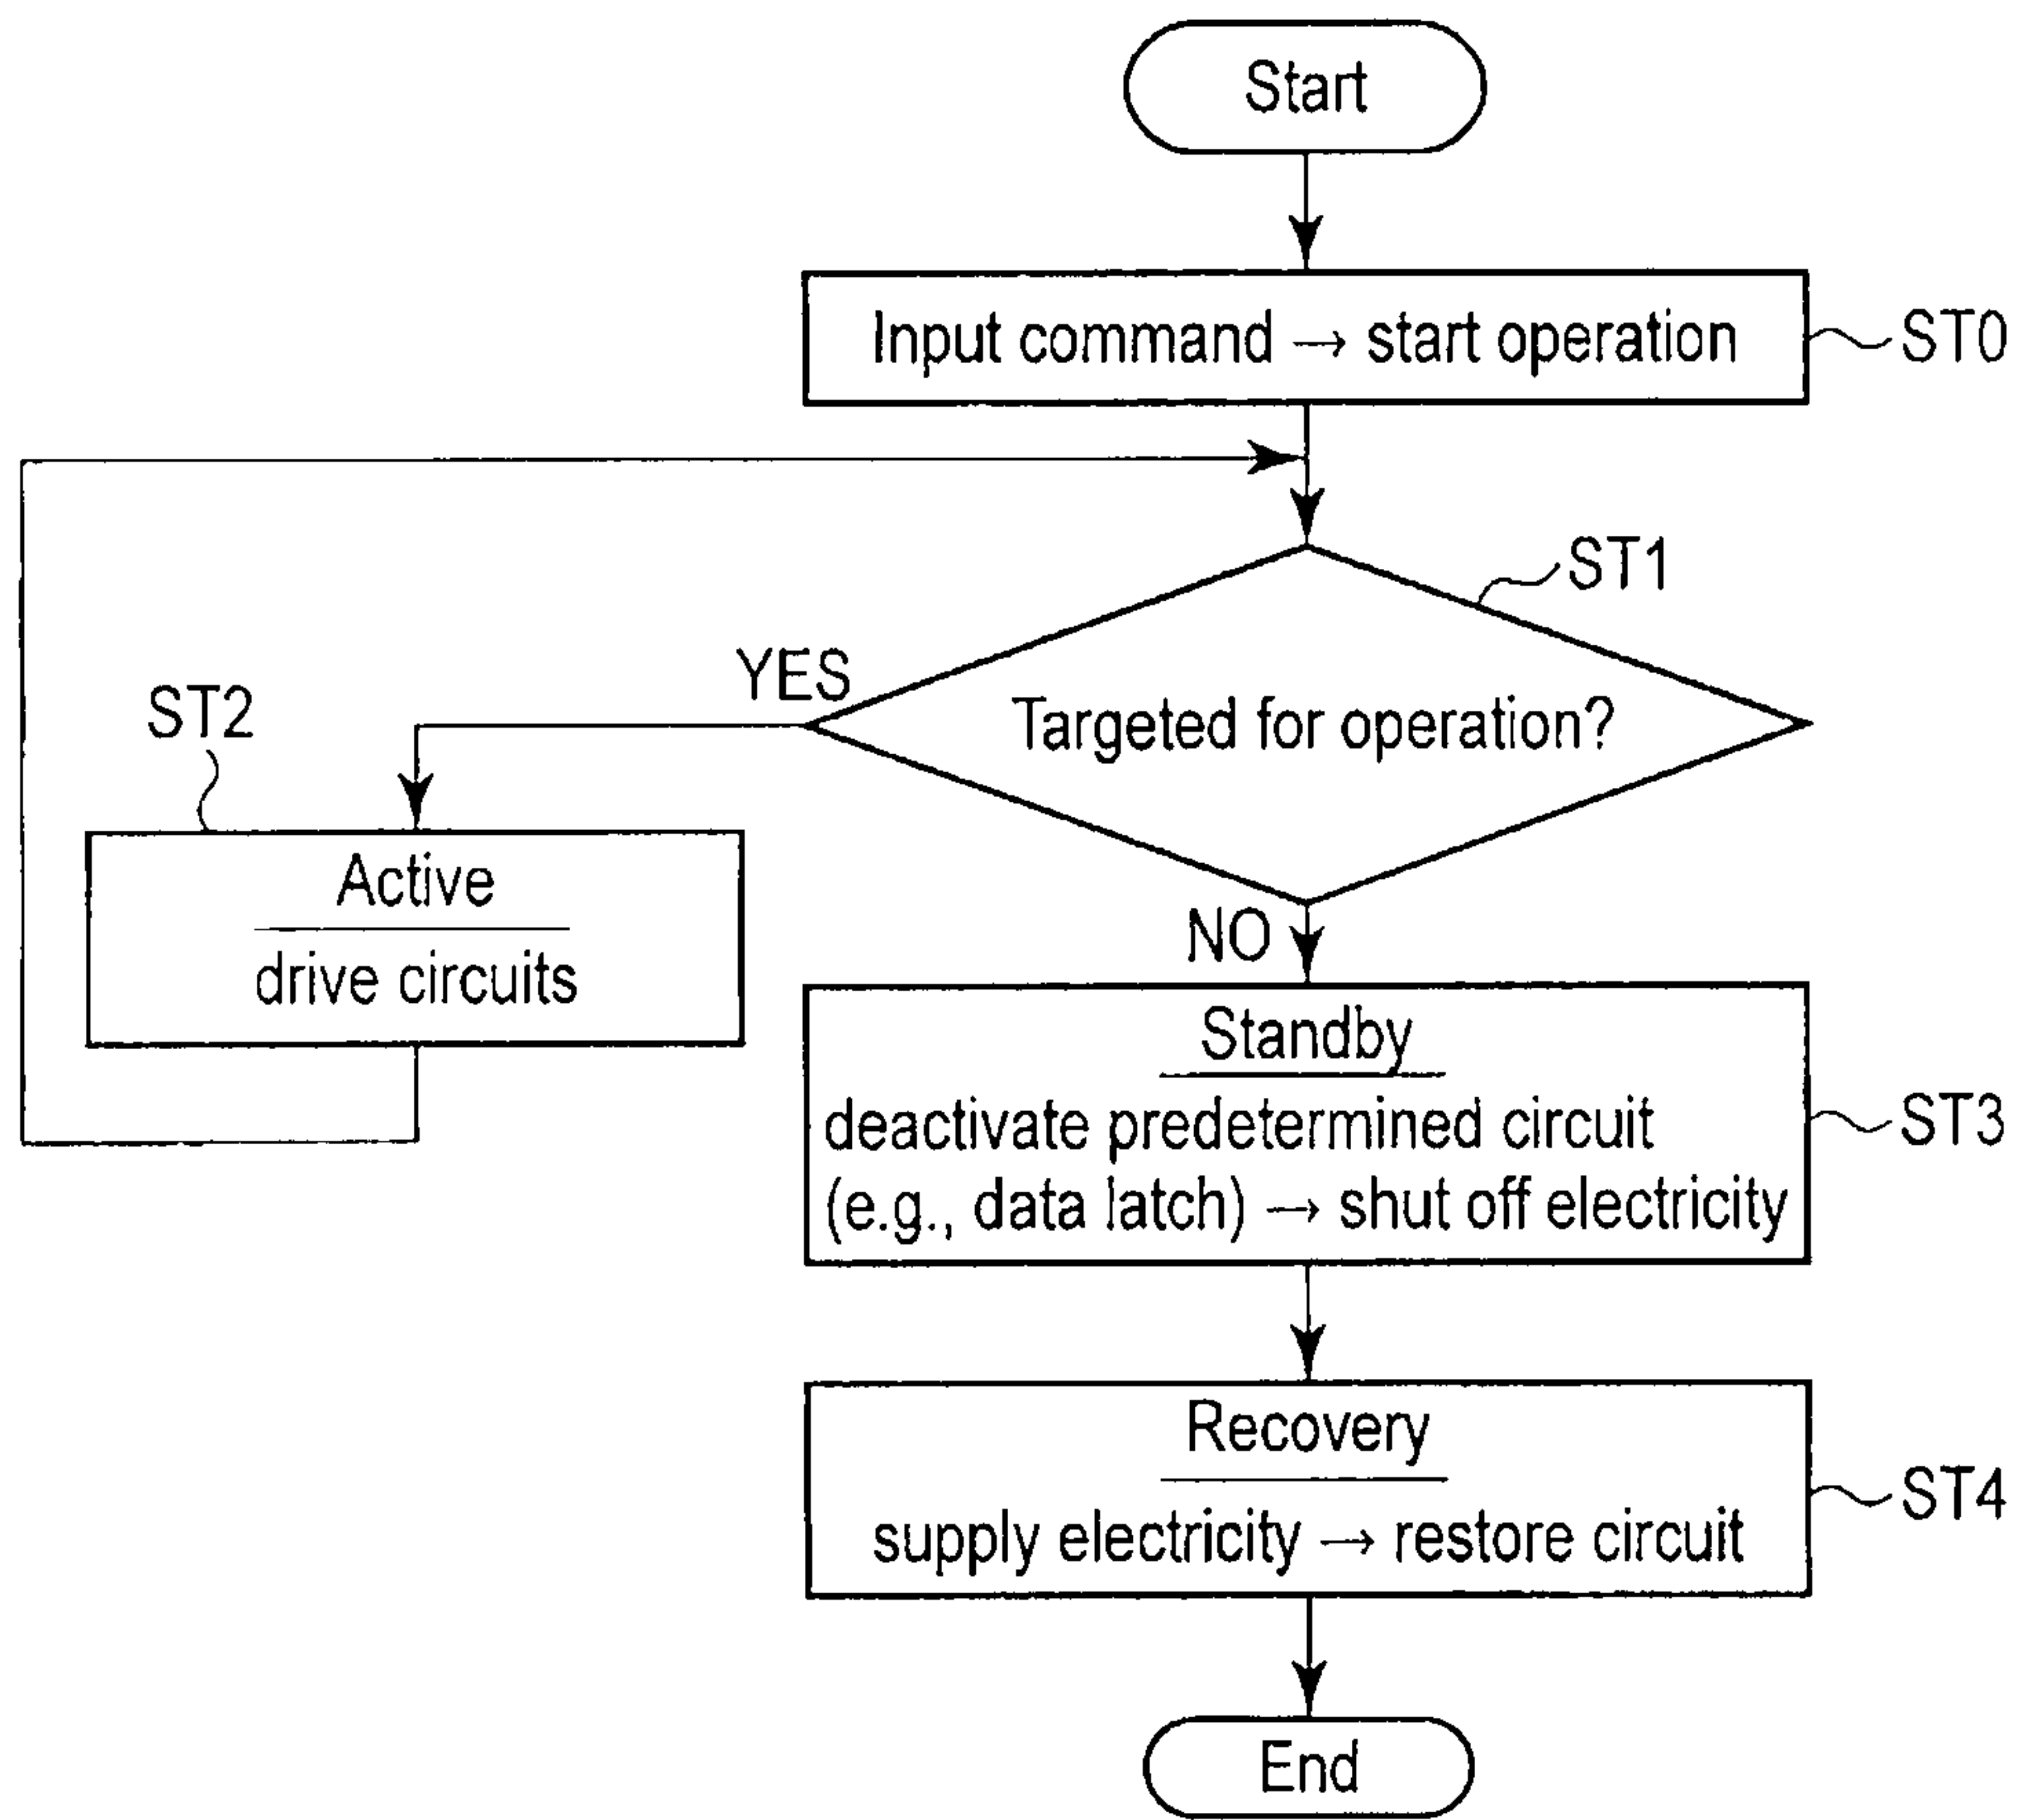 Start
Input command → start operation
ST0
ST1
YES
Targeted for operation?
ST2
Active
drive circuits
NO
Standby
deactivate predetermined circuit
(e.g., data latch) → shut off electricity
ST3
Recovery
supply electricity → restore circuit
ST4
End